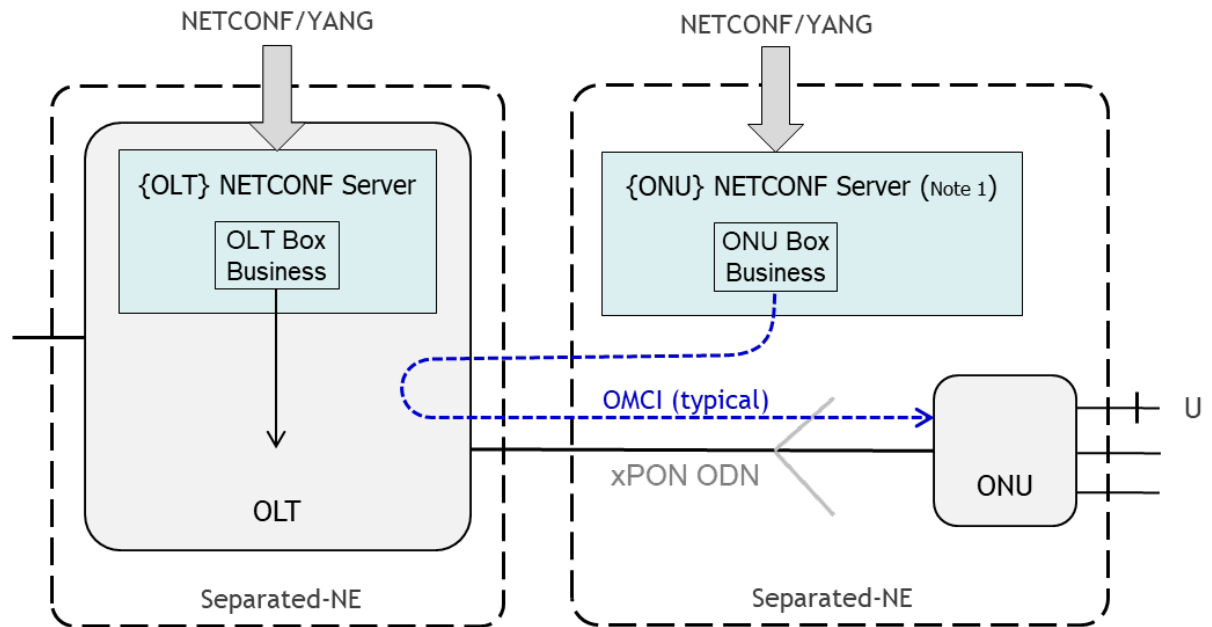 NETCONF/YANG
NETCONF/YANG
{OLT} NETCONF Server
OLT Box
Business
{ONU} NETCONF Server (Note 1)
ONU Box
Business
OMCI (typical)
U
xPON ODN
ONU
OLT
Separated-NE
Separated-NE